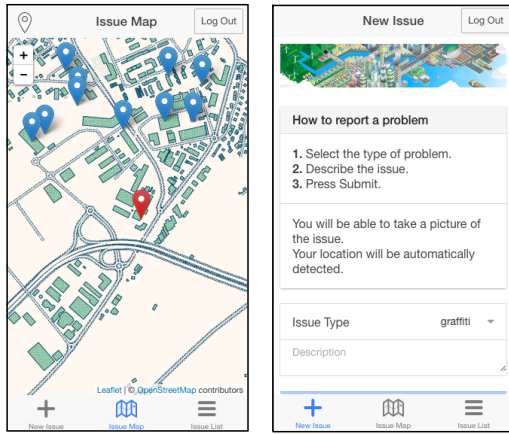 Issue Map
Log Out
+
−
Leaflet | © OpenStreetMap contributors
New Issue
Issue Map
Issue List
New Issue
Log Out
How to report a problem
1. Select the type of problem.
2. Describe the issue.
3. Press Submit.
You will be able to take a picture of
the issue.
Your location will be automatically
detected.
Issue Type
graffiti
Description
New Issue
Issue Map
Issue List